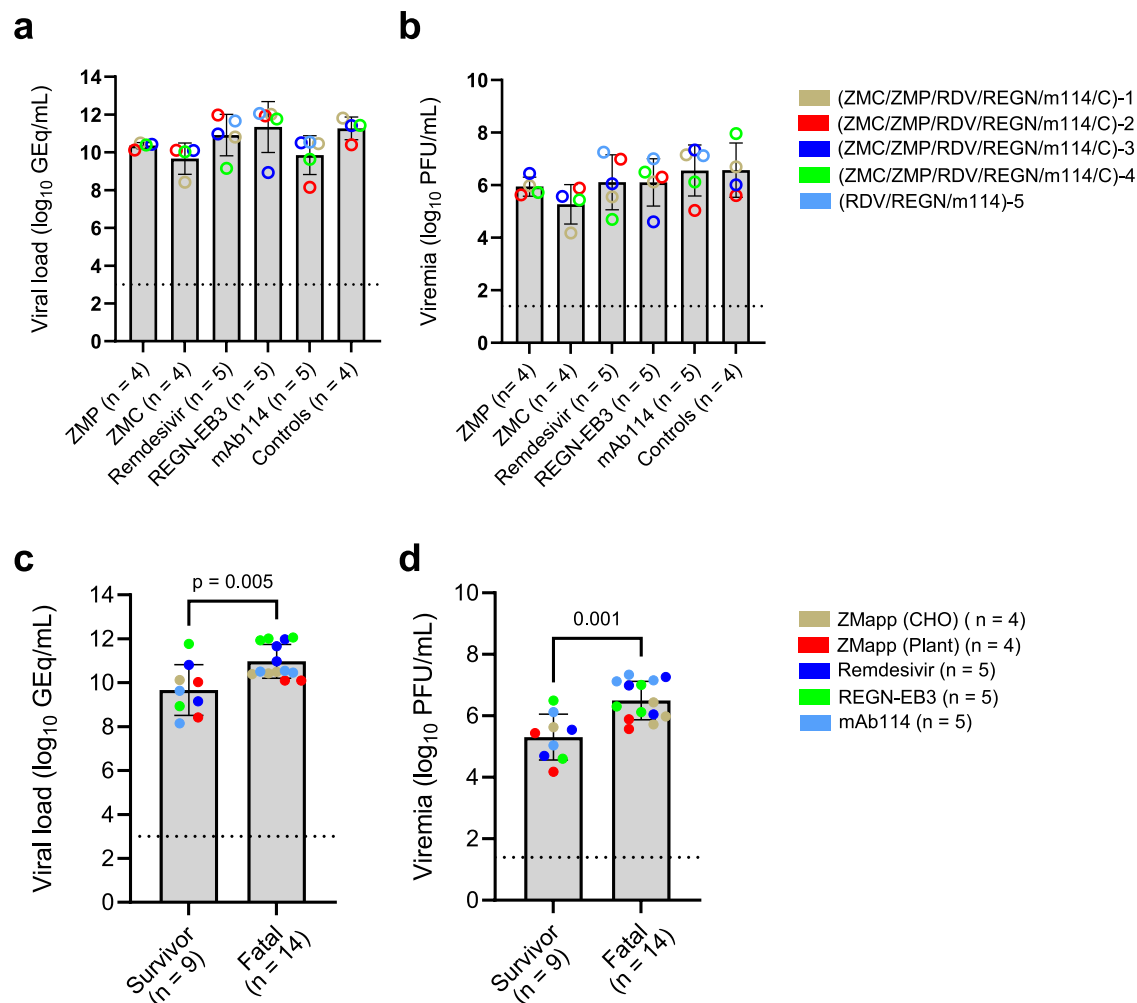 a
Viral load (log10 GEq/mL)
14
12
10
8
6
4
2
0
ZMP (n = 4)
ZMC (n = 4)
Remdesivir (n = 5)
REGN-EB3 (n = 5)
mAb114 (n = 5)
Controls (n = 4)
b
Viremia (log10 PFU/mL)
10
8
6
4
2
0
ZMP (n= 4)
ZMC (n = 4)
Remdesivir (n = 5)
REGN-EB3 (n = 5)
mAb114 (n = 5)
Controls (n = 4)
(ZMC/ZMP/RDV/REGN/m114/C)-1
(ZMC/ZMP/RDV/REGN/m114/C)-2
(ZMC/ZMP/RDV/REGN/m114/C)-3
(ZMC/ZMP/RDV/REGN/m114/C)-4
(RDV/REGN/m114)-5
c
p = 0.005
Viral load (log10 GEq/mL)
14
12
10
8
6
4
2
0
Survivor
(n = 9)
Fatal
(n = 14)
d
0.001
Viremia (log10 PFU/mL)
10
8
6
4
2
0
Survivor
(n = 9)
Fatal
(n = 14)
ZMapp (CHO) ( n = 4)
ZMapp (Plant) (n = 4)
Remdesivir (n = 5)
REGN-EB3 (n = 5)
mAb114 (n = 5)